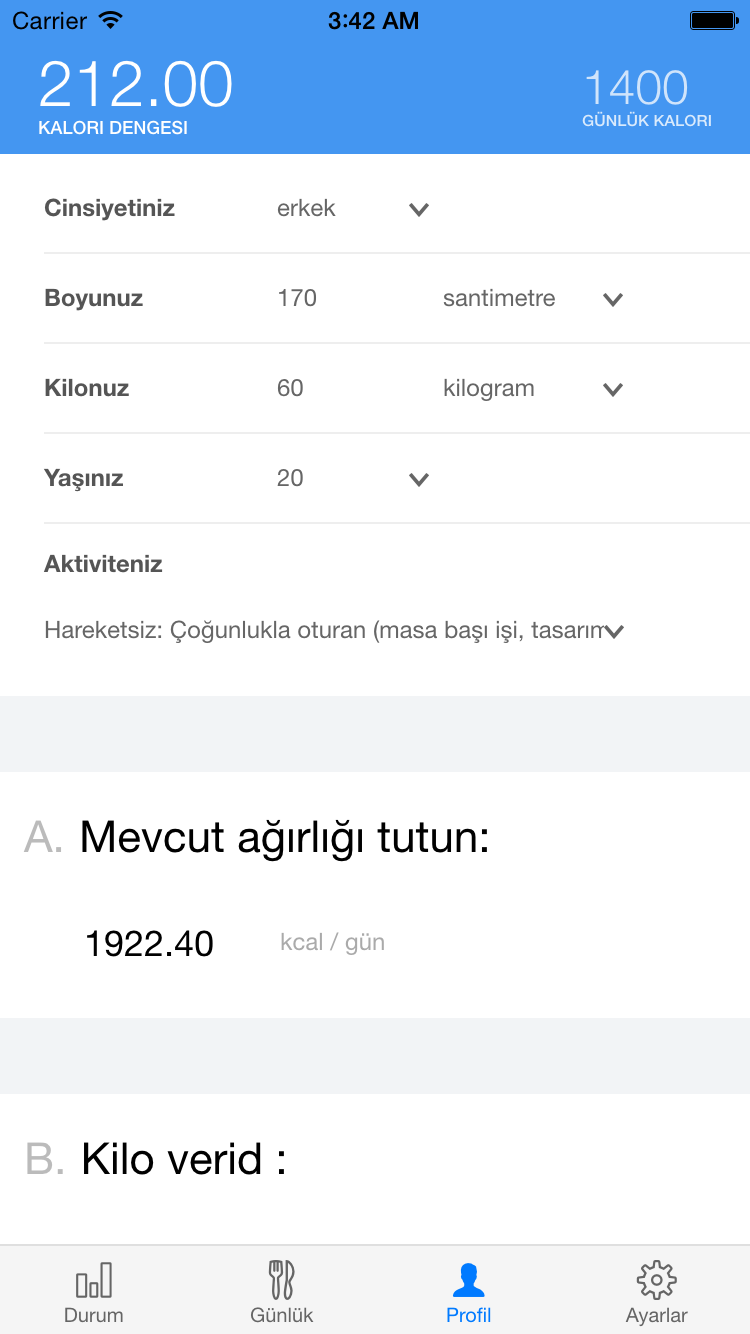 Carrier 3:42 AM
212.00 1400
KALORI DENGESI GÜNLÜK KALORI
Cinsiyetiniz erkek
Boyunuz 170 santimetre
Kilonuz 60 kilogram
Yaşınız 20
Aktiviteniz
Hareketsiz: Çoğunlukla oturan (masa başı işi,
A. Mevcut ağırlığı tutun:
1922.40 kcal / gün
B. Kilo verid :
Durum Günlük Profil Ayarlar